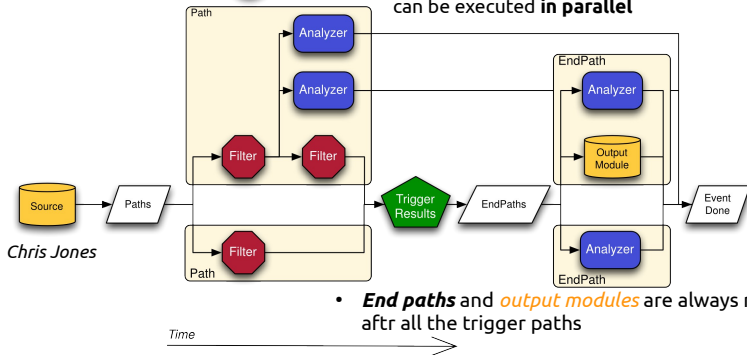 can be executed in parallel
Path
Analyzer
EndPath
Analyzer
Analyzer
Filter
Filter
Output
Module
Source
Paths
Trigger
Results
EndPaths
Event
Done
Chris Jones
Filter
Analyzer
Path
EndPath
• End paths and output modules are always
aftr all the trigger paths
Time